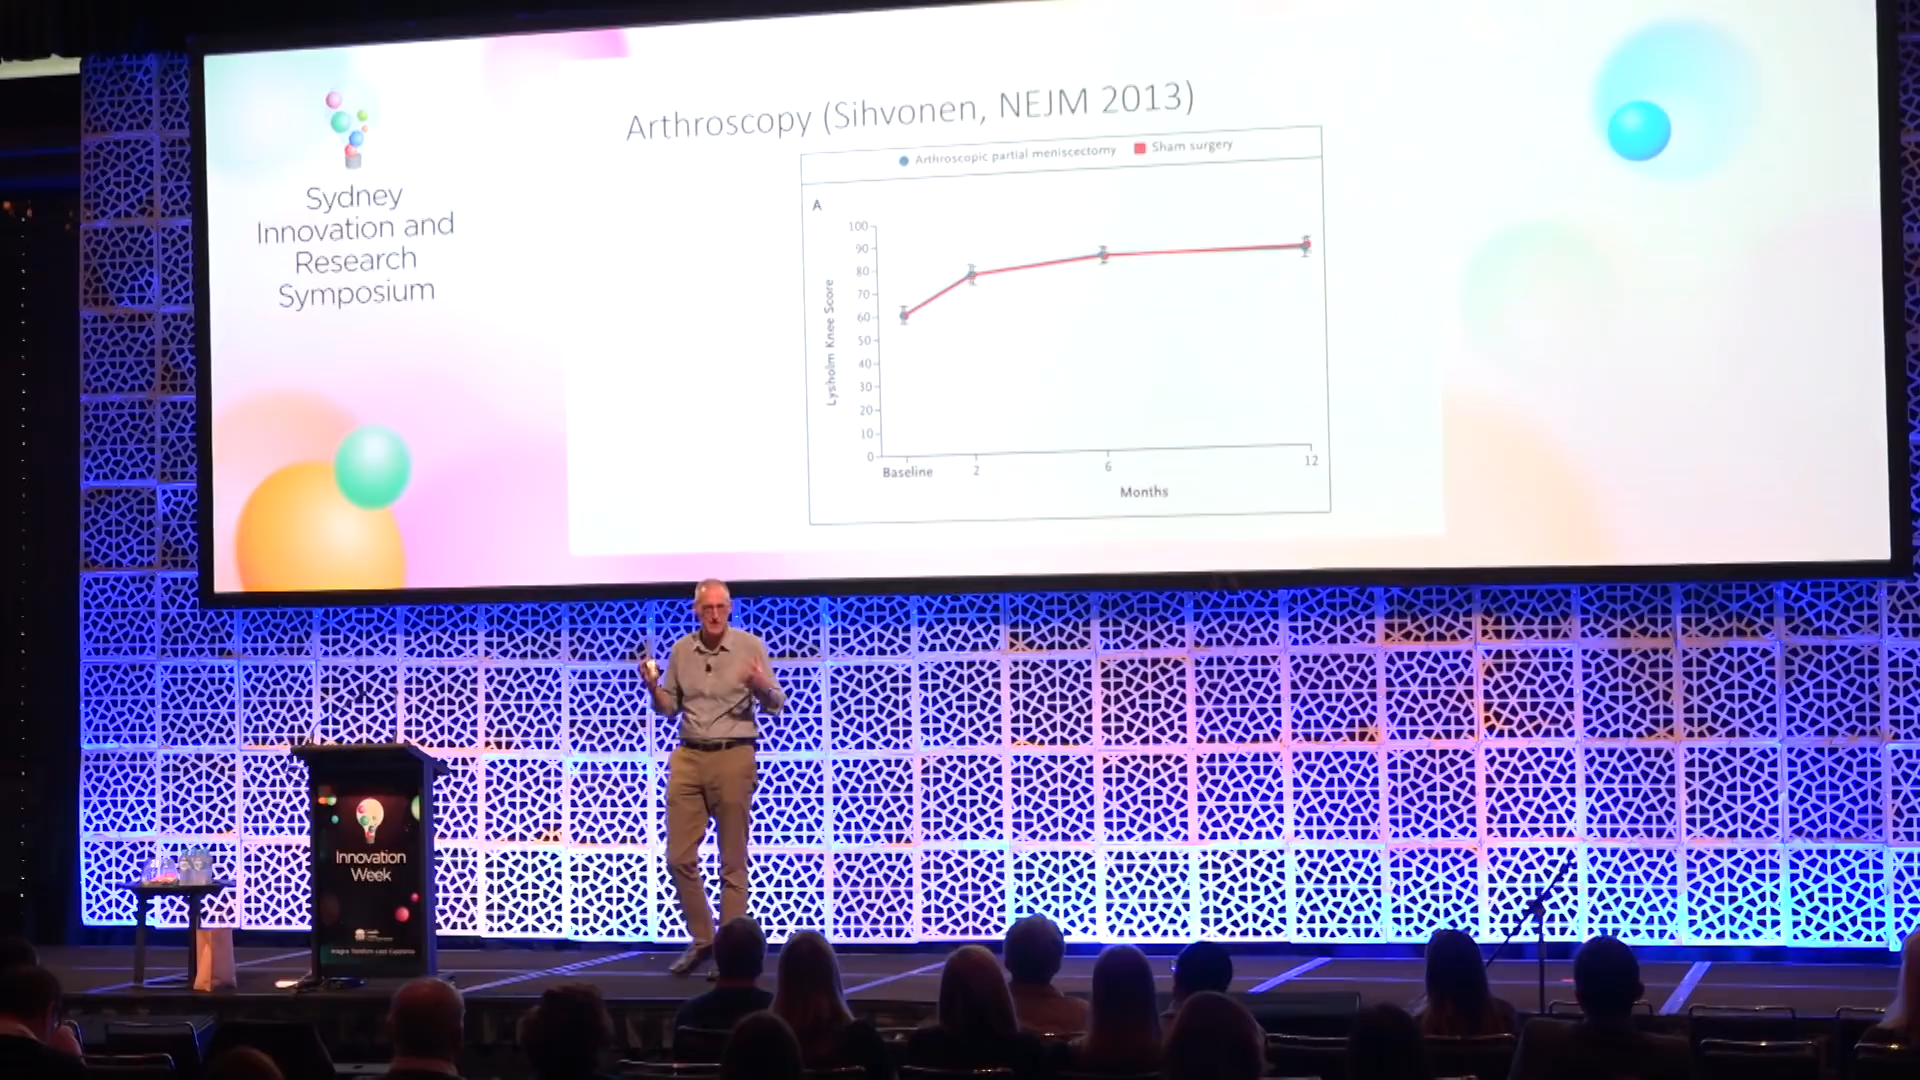 Sydney
Innovation and
Research
Symposium
Arthroscopy (Sihvonen, NEJM 2013)
Arthroscopic partial meniscectomy Sham surgery
A
100
90
80
70
60
50
40
30
20
10
0
Lysholm Knee Score
Baseline 2 6 12
Months
Innovation
Week